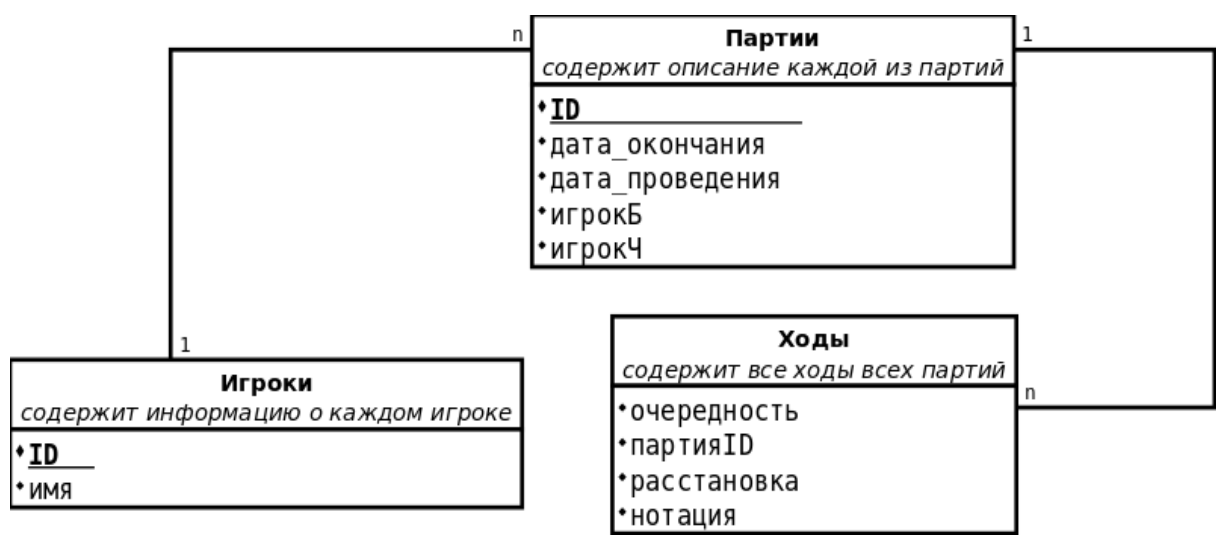 n
Партии
1
содержит описание каждой из партий
ID
дата_окончания
дата_проведения
игрокБ
игрокЧ
1
Игроки
содержит информацию о каждом игроке
ID
имя
Ходы
содержит все ходы всех партий
n
очередность
партияID
расстановка
нотация